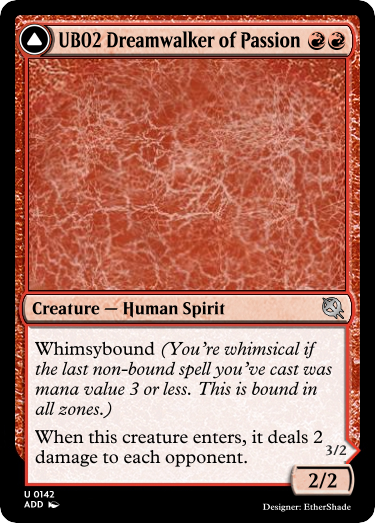 UB02 Dreamwalker of Passion
Creature — Human Spirit
Whimsybound (You're whimsical if
the last non-bound spell you've cast was
mana value 3 or less. This is bound in
all zones.)
When this creature enters, it deals 2
damage to each opponent.
3/2
2/2
U 0142
ADD
Designer: EtherShade